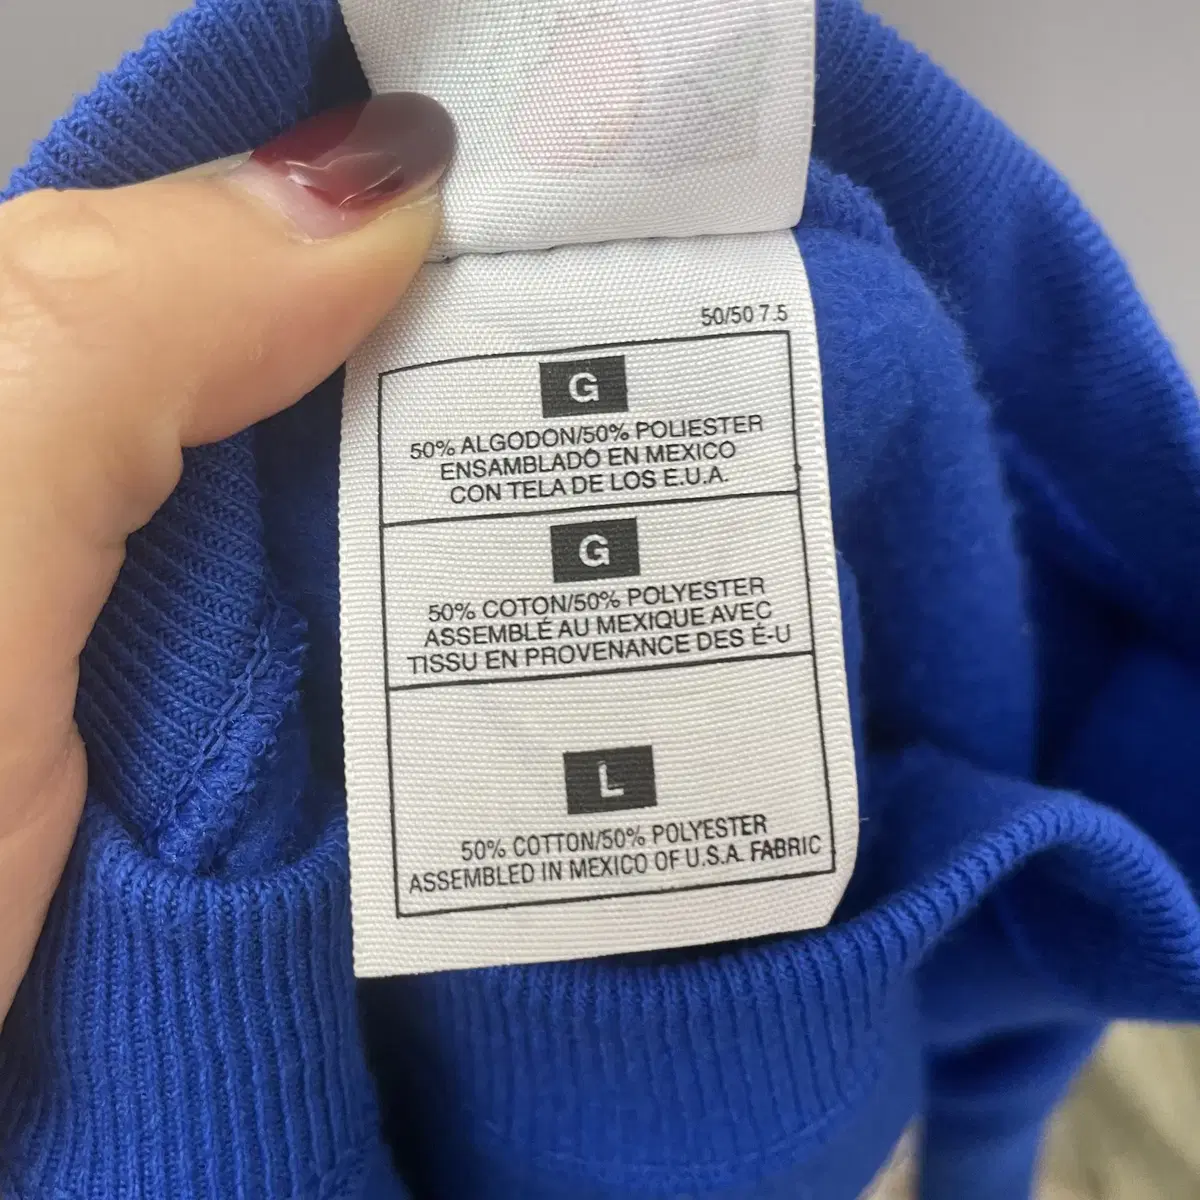 50/50 7.5
G
50% ALGODON/50% POLIESTER
ENSAMBLADO EN MEXICO
CON TELA DE LOS E.U.A.
G
50% COTON/50% POLYESTER
ASSEMBLÉ AU MEXIQUE AVEC
TISSU EN PROVENANCE DES É-U
L
50% COTTON/50% POLYESTER
ASSEMBLED IN MEXICO OF U.S.A. FABRIC